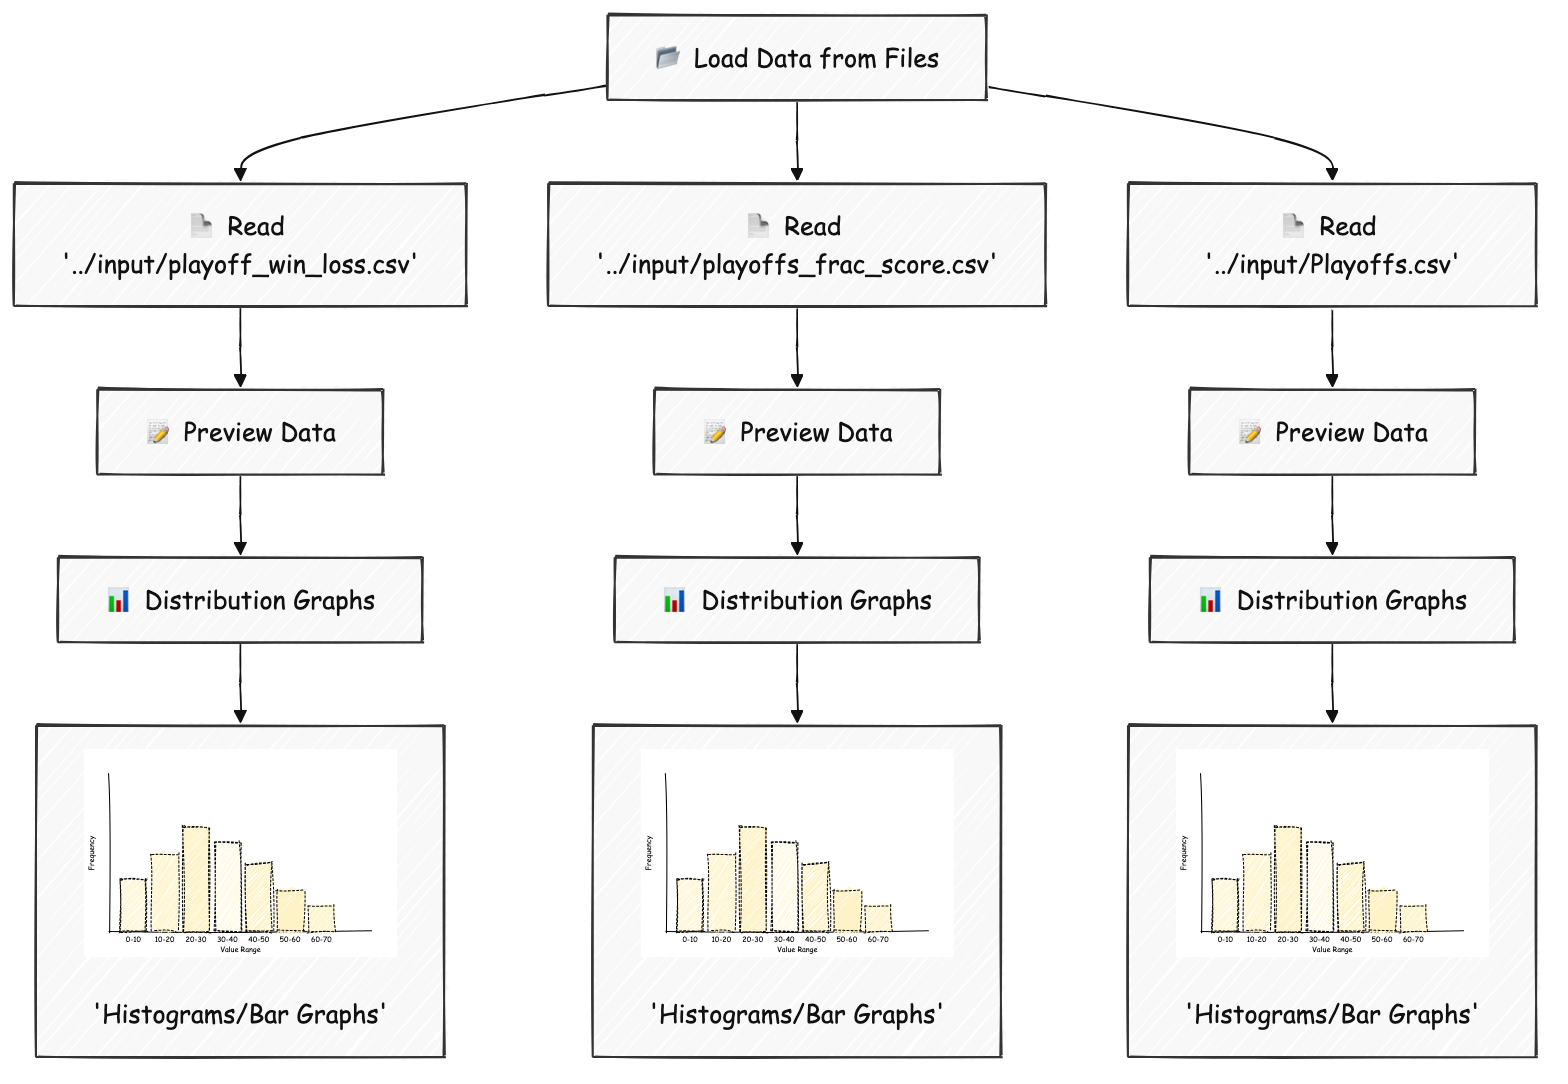 Load Data from Files
Read
'../input/playoff_win_loss.csv'
Read
'../input/playoffs_frac_score.csv'
Read
'../input/Playoffs.csv'
Preview Data
Preview Data
Preview Data
Distribution Graphs
Distribution Graphs
Distribution Graphs
Frequency
0-10 10-20 20-30 30-40 40-50 50-60 60-70
Value Range
'Histograms/Bar Graphs'
Frequency
0-10 10-20 20-30 30-40 40-50 50-60 60-70
Value Range
'Histograms/Bar Graphs'
Frequency
0-10 10-20 20-30 30-40 40-50 50-60 60-70
Value Range
'Histograms/Bar Graphs'